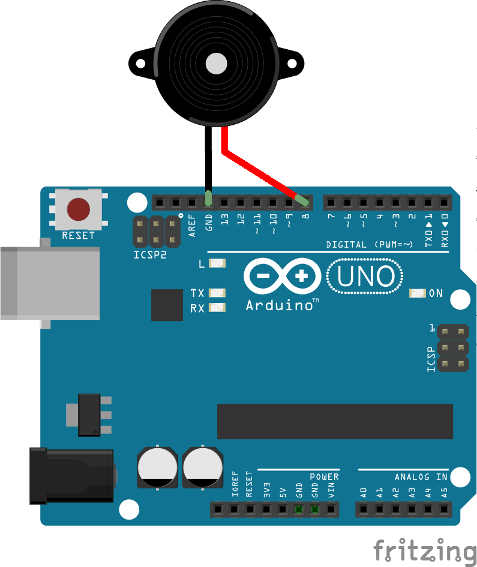 RESET
ICSP2
AREF
GND
13
12
~11
~10
~9
8
7
~6
~5
4
~3
2
TX0▶1
RX0◀0
DIGITAL (PWM=~)
L
TX
RX
Arduino™
UNO
ON
1
ICSP
IOREF
RESET
3V3
5V
GND
GND
VIN
POWER
ANALOG IN
A0
A1
A2
A3
A4
A5
fritzing